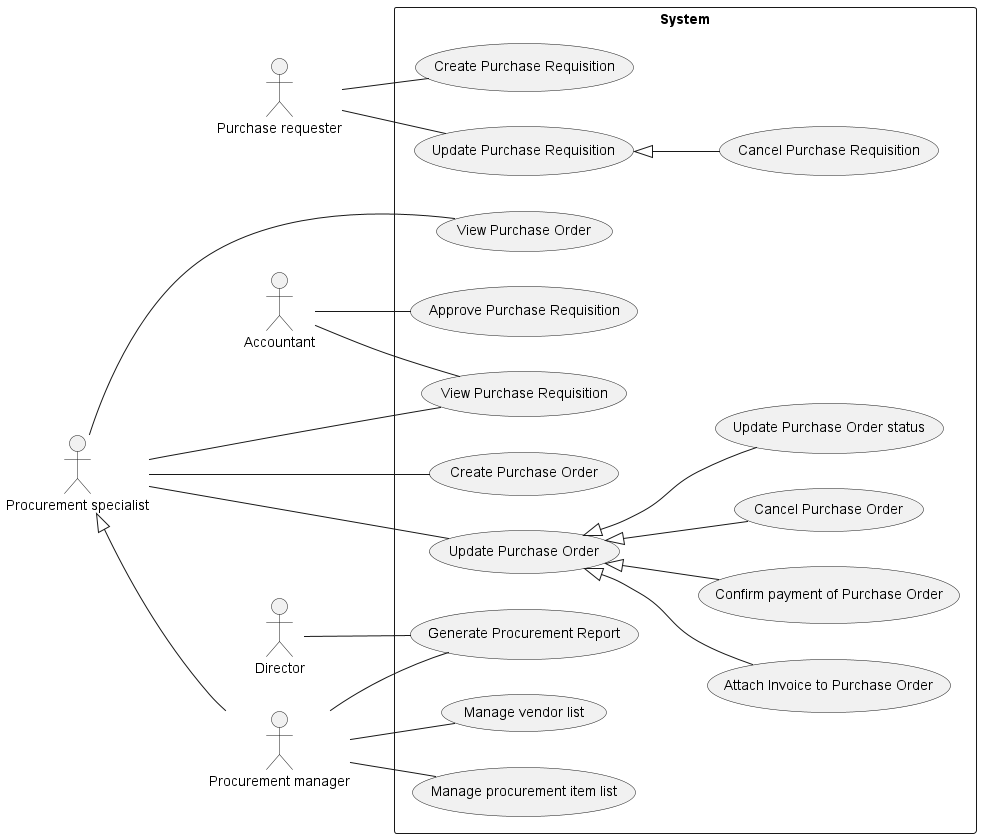 System
Create Purchase Requisition
Purchase requester
Update Purchase Requisition
Cancel Purchase Requisition
View Purchase Order
Approve Purchase Requisition
Accountant
View Purchase Requisition
Update Purchase Order status
Create Purchase Order
Procurement specialist
Cancel Purchase Order
Update Purchase Order
Confirm payment of Purchase Order
Generate Procurement Report
Director
Attach Invoice to Purchase Order
Manage vendor list
Procurement manager
Manage procurement item list